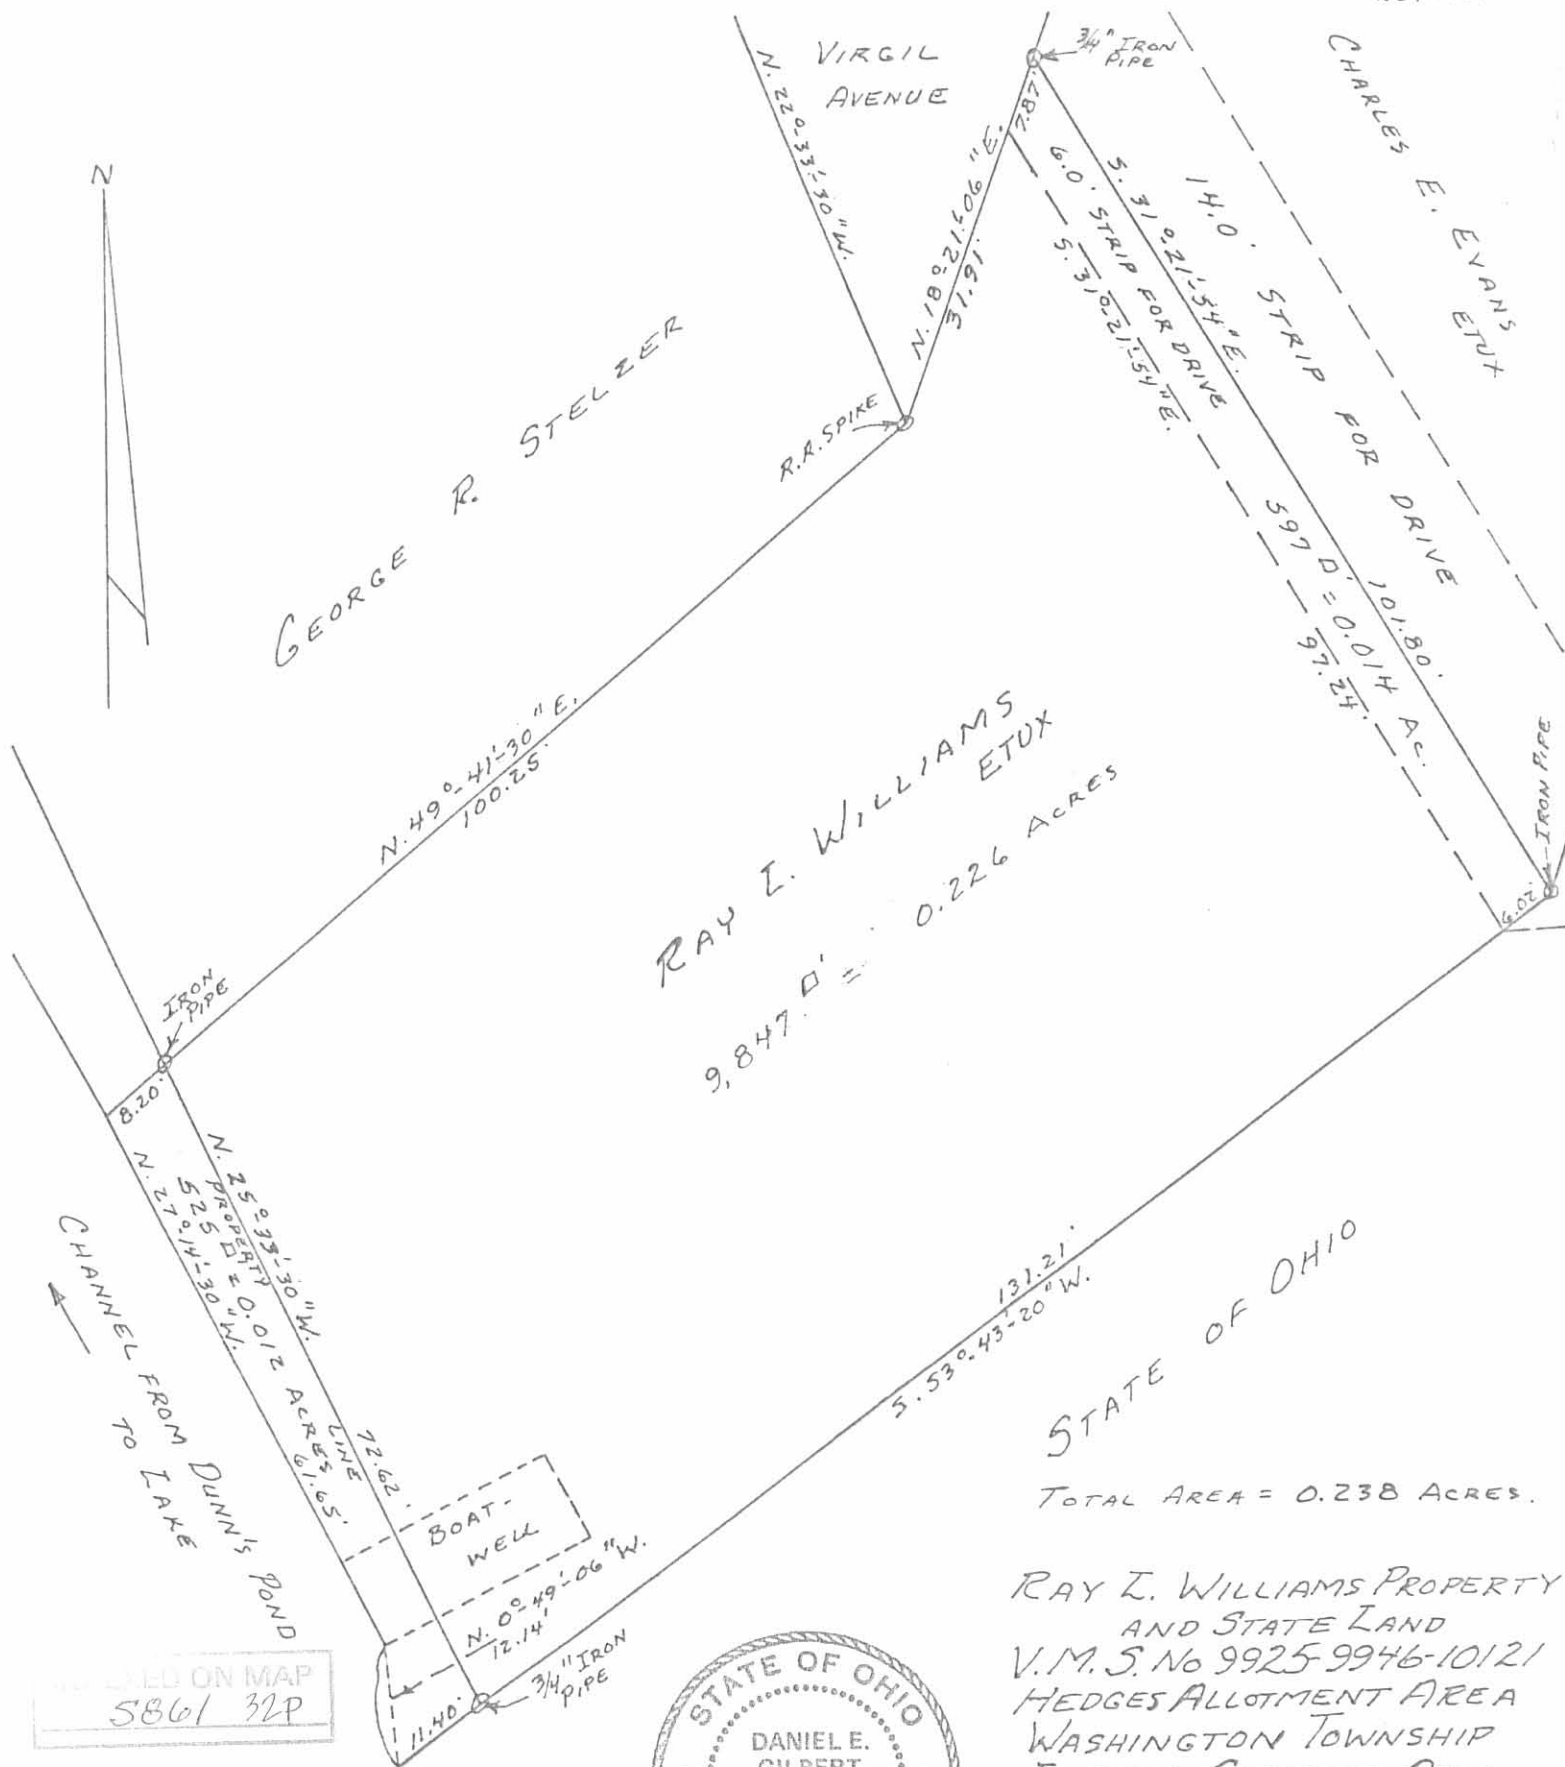 VIRGIL
AVENUE
3/4" IRON
PIPE
CHARLES E. EVANS
ETUX
N
N. 22°-33'-30" W.
N. 18°-21'-06" E.
31.91'
7.87'
6.0' STRIP FOR DRIVE
S. 31°-21'-54" E.
S. 31°-21'-54" E.
14.0' STRIP FOR DRIVE
101.80'
597 □' = 0.014 AC.
97.24'
GEORGE R. STELZER
R.R. SPIKE
N. 49°-41'-30" E.
100.25'
RAY I. WILLIAMS
ETUX
9,847. □' = 0.226 ACRES
IRON PIPE
6.02'
IRON
PIPE
8.20'
N. 25°-33'-30" W.
PROPERTY LINE
72.62'
525 □' = 0.012 ACRES
N. 27°-14'-30" W.
61.65'
CHANNEL FROM DUNN'S POND
TO LAKE
131.21'
S. 53°-43'-20" W.
STATE OF OHIO
BOAT-
WELL
N. 0°-49'-06" W.
12.14'
3/4" IRON
PIPE
11.40'
TOTAL AREA = 0.238 ACRES.
RAY I. WILLIAMS PROPERTY
AND STATE LAND
V.M.S. No 9925-9946-10121
HEDGES ALLOTMENT AREA
WASHINGTON TOWNSHIP
ON MAP
5861 32P
STATE OF OHIO
DANIEL E.
GILBERT